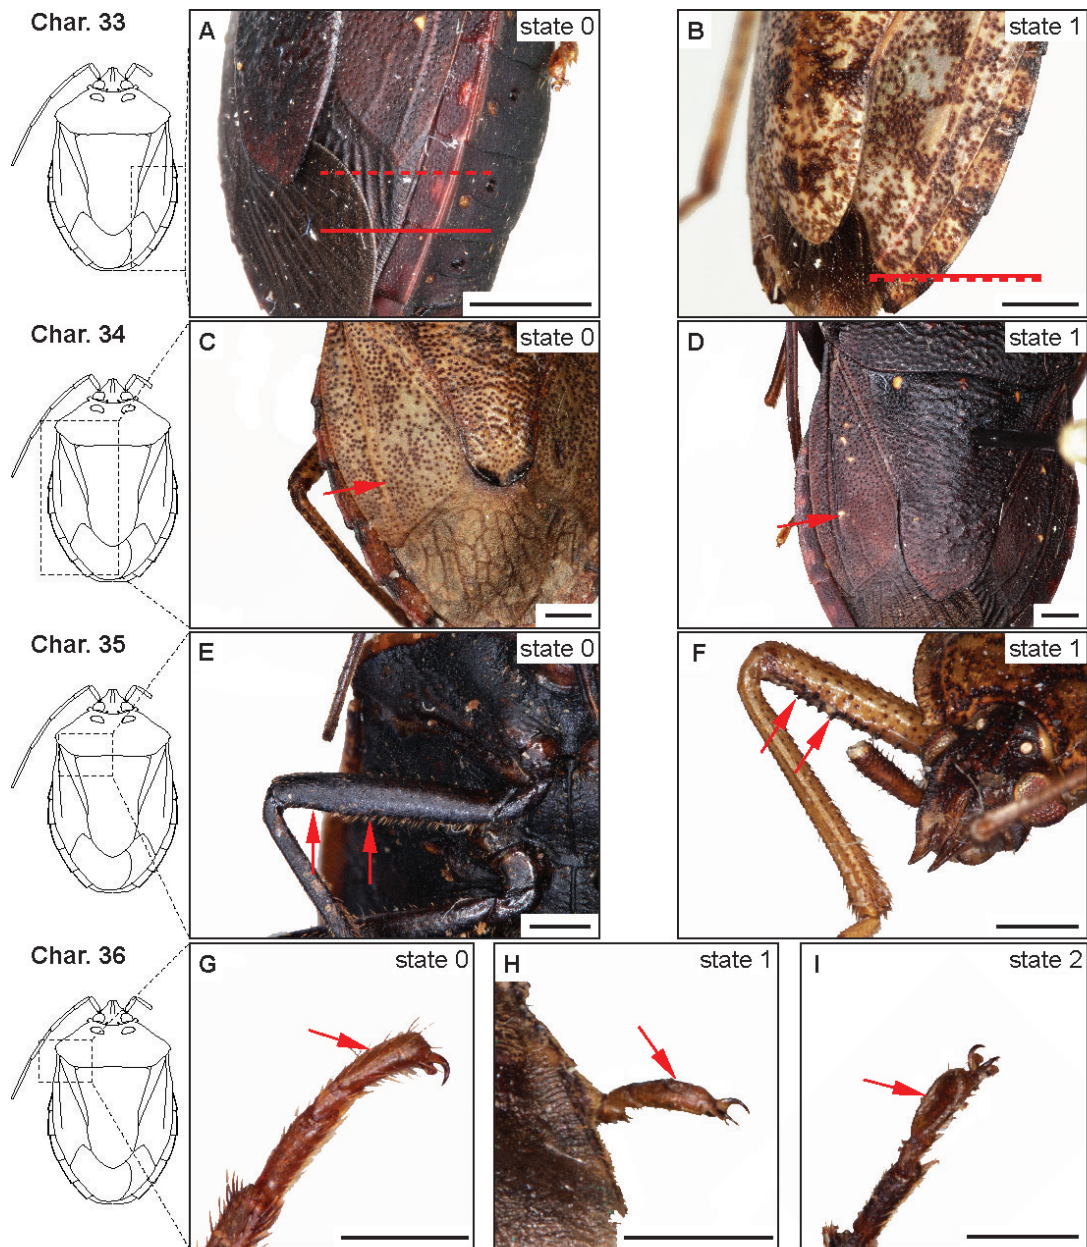 Char. 33
A state 0
B state 1
Char. 34
C state 0
D state 1
Char. 35
E state 0
F state 1
Char. 36
G state 0
H state 1
I state 2